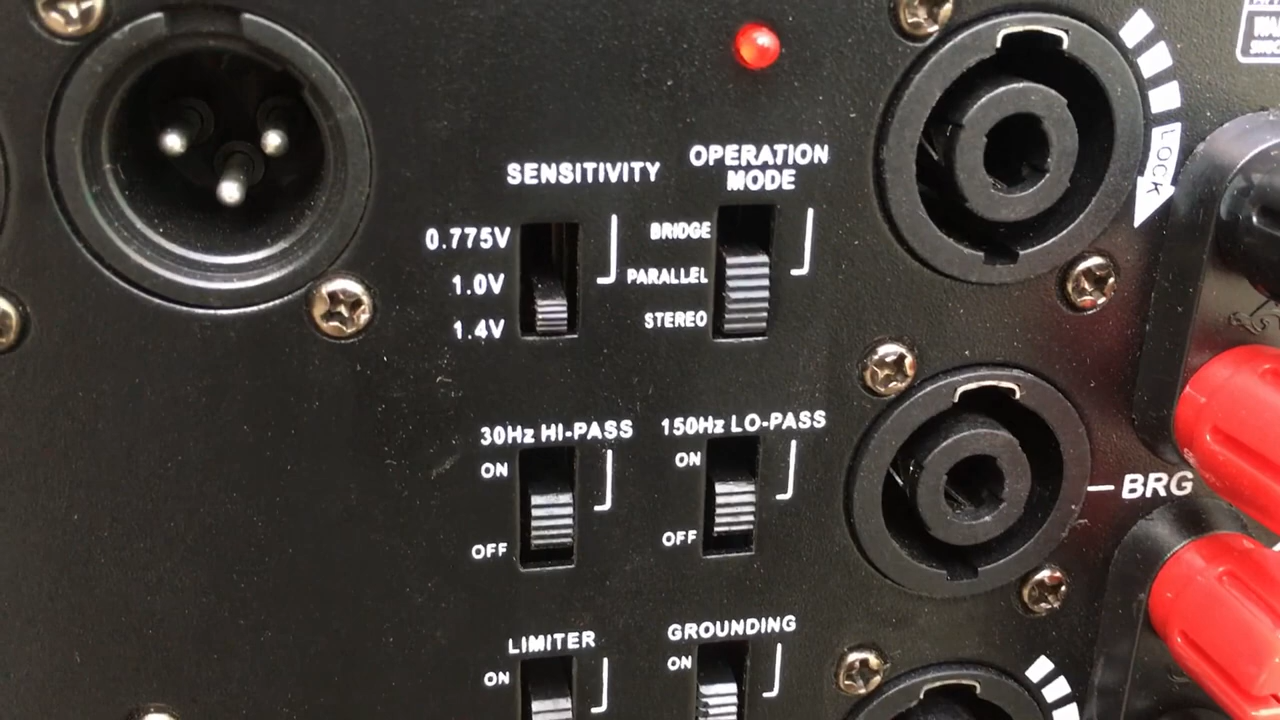 SENSITIVITY
0.775V
1.0V
1.4V
OPERATION
MODE
BRIDGE
PARALLEL
STEREO
LOCK
30Hz HI-PASS
ON
OFF
150Hz LO-PASS
ON
OFF
BRG
LIMITER
ON
GROUNDING
ON